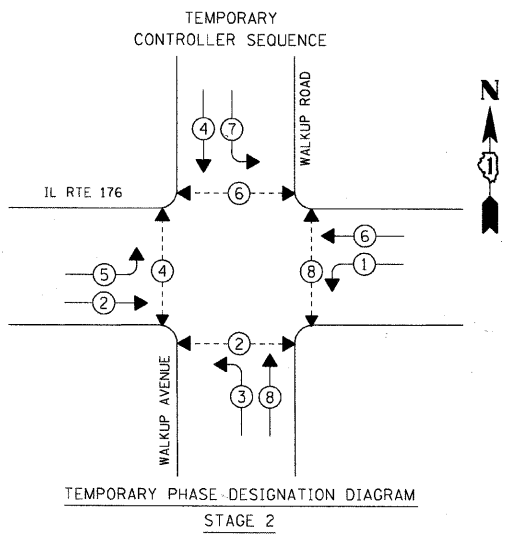 TEMPORARY
CONTROLLER SEQUENCE
WALKUP ROAD
N
4 7
6
IL RTE 176
1
6
5 4 8 1
2
2
WALKUP AVENUE
3 8
TEMPORARY PHASE DESIGNATION DIAGRAM
STAGE 2